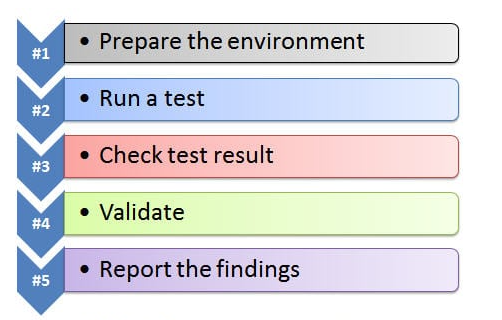 #1 • Prepare the environment
#2 • Run a test
#3 • Check test result
#4 • Validate
#5 • Report the findings